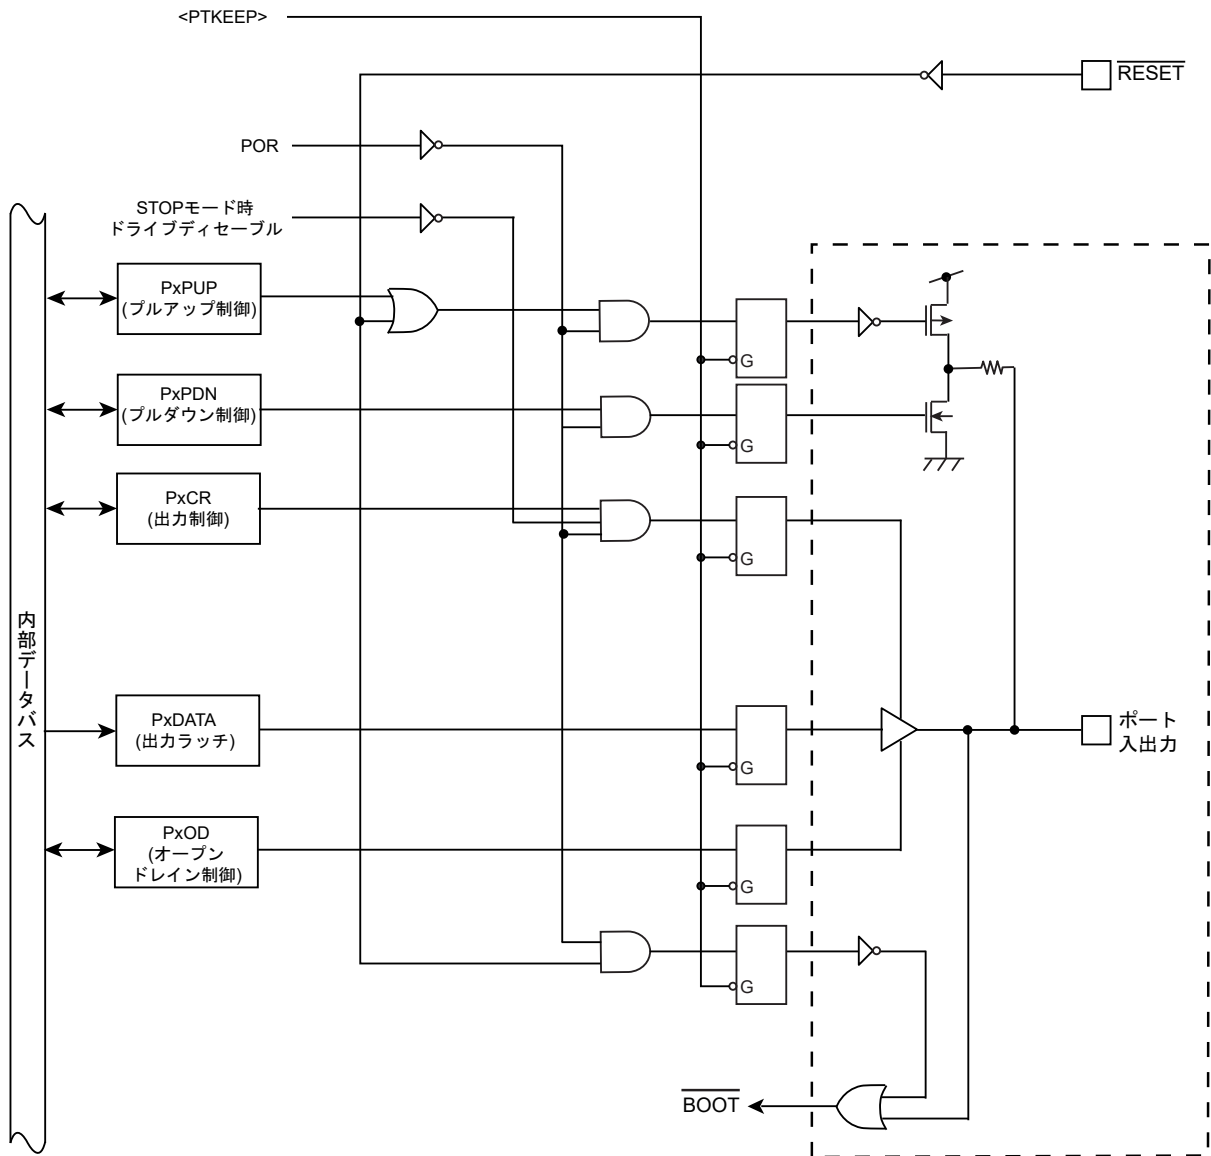 <PTKEEP>
RESET
POR
STOPモード時
ドライブディセーブル
PxPUP
(プルアップ制御)
G
PxPDN
(プルダウン制御)
G
PxCR
(出力制御)
G
内部データバス
PxDATA
(出力ラッチ)
G
ポート
入出力
PxOD
(オープン
ドレイン制御)
G
G
BOOT